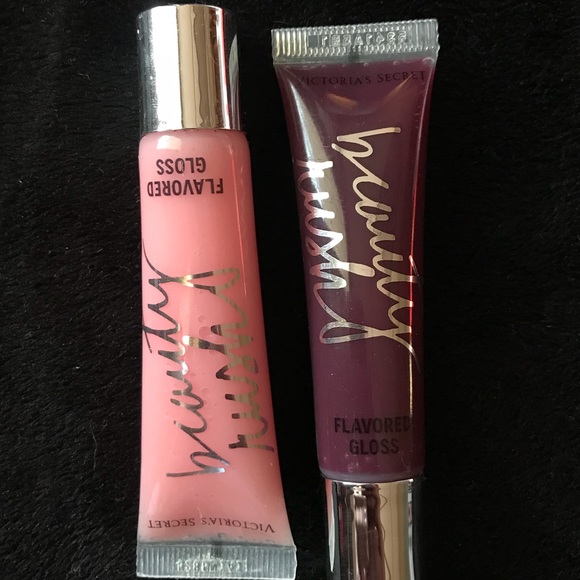 FLAVORED
GLOSS
beauty
rush
VICTORIA'S SECRET
VICTORIA'S SECRET
beauty
rush
FLAVORED
GLOSS